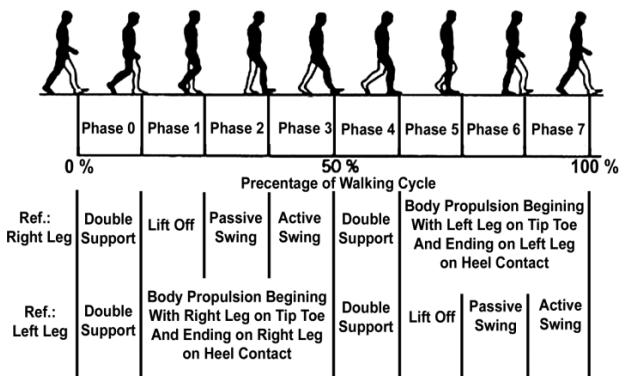 Phase 0 Phase 1 Phase 2 Phase 3 Phase 4 Phase 5 Phase 6 Phase 7
0 % 50 % 100 %
Precentage of Walking Cycle
Ref.:
Right Leg
Double
Support
Lift Off
Passive
Swing
Active
Swing
Double
Support
Body Propulsion Begining
With Left Leg on Tip Toe
And Ending on Left Leg
on Heel Contact
Ref.:
Left Leg
Double
Support
Body Propulsion Begining
With Right Leg on Tip Toe
And Ending on Right Leg
on Heel Contact
Double
Support
Lift Off
Passive
Swing
Active
Swing